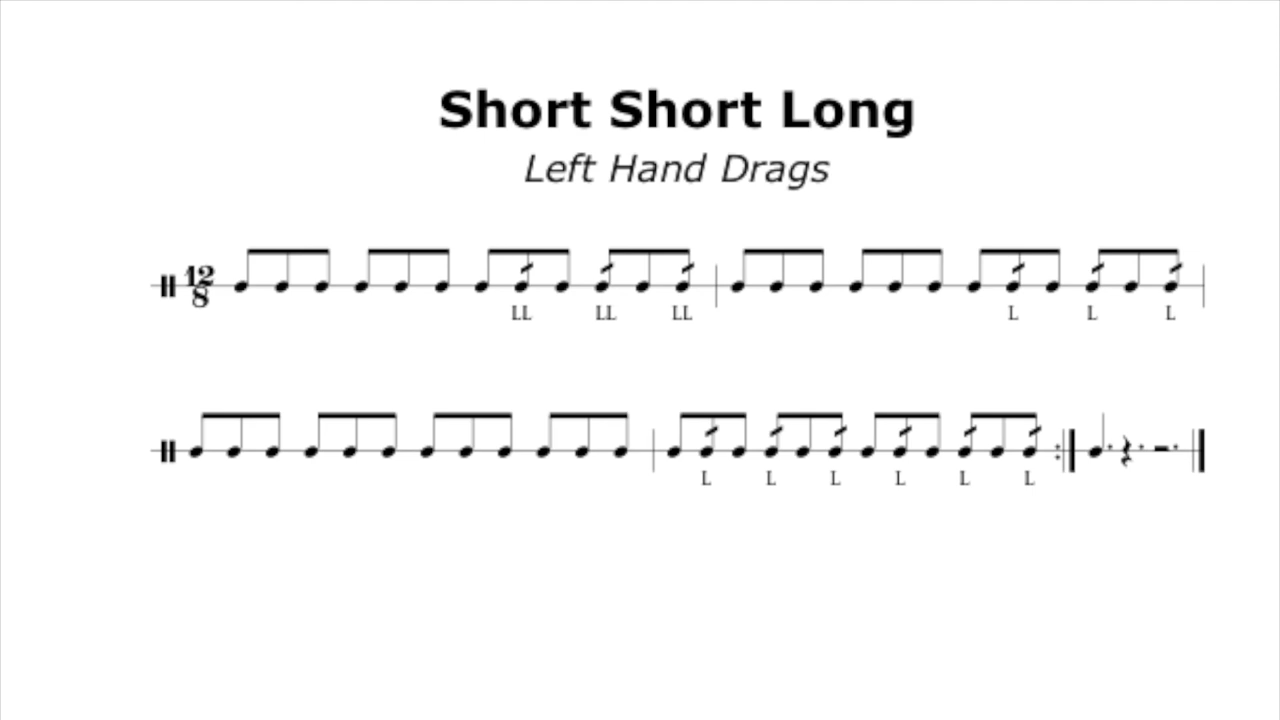 Short Short Long
Left Hand Drags
12
8
LL LL LL L L L
L L L L L L